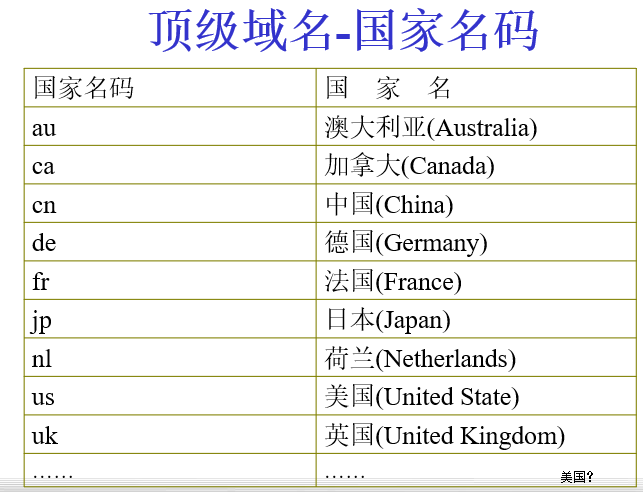 顶级域名-国家名码
国家名码 国 家 名
au 澳大利亚(Australia)
ca 加拿大(Canada)
cn 中国(China)
de 德国(Germany)
fr 法国(France)
jp 日本(Japan)
nl 荷兰(Netherlands)
us 美国(United State)
uk 英国(United Kingdom)
…… ……
美国?